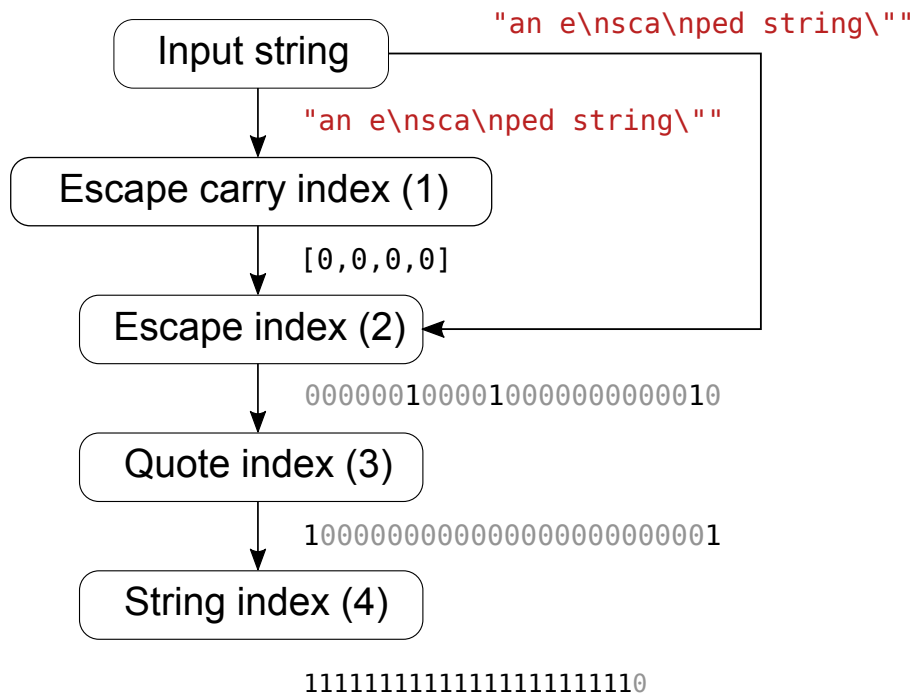 "an e\nsca\nped string\""
Input string
"an e\nsca\nped string\""
Escape carry index (1)
[0,0,0,0]
Escape index (2)
0000001000010000000000010
Quote index (3)
1000000000000000000000001
String index (4)
1111111111111111111111110